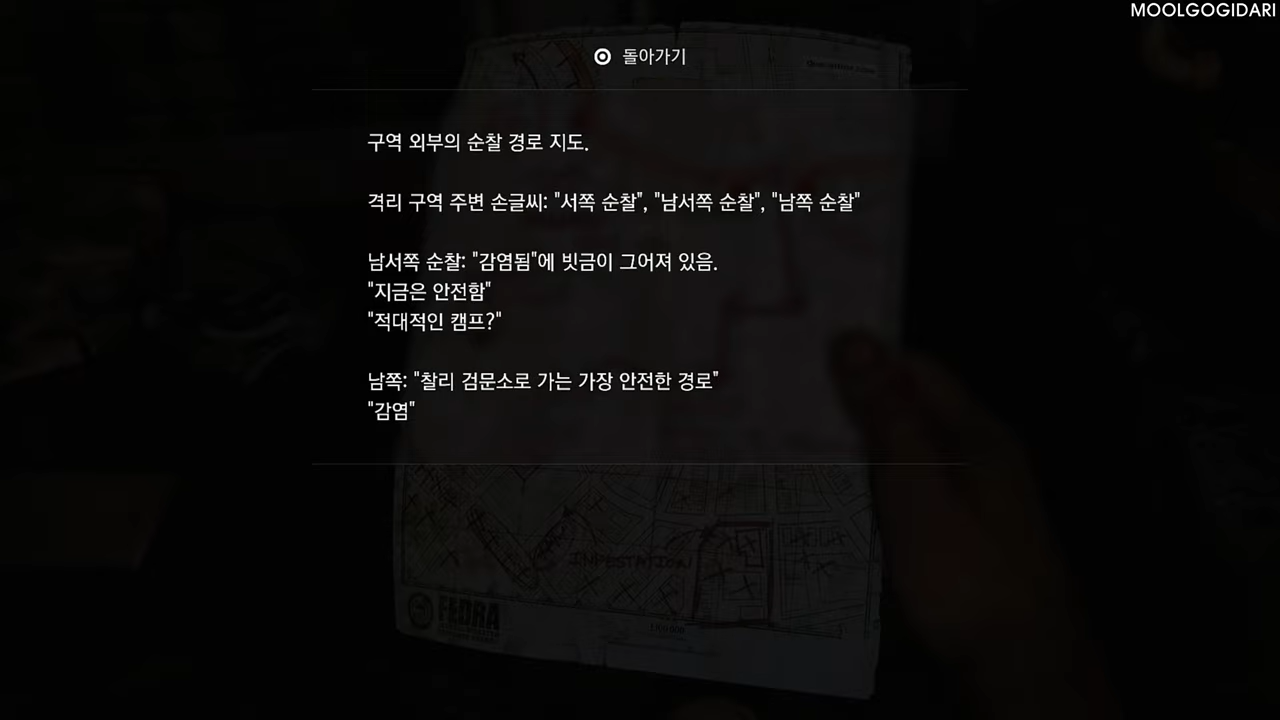 MOOLGOGIDARI
돌아가기
구역 외부의 순찰 경로 지도.
격리 구역 주변 손글씨: "서쪽 순찰", "남서쪽 순찰", "남쪽 순찰"
남서쪽 순찰: "감염됨"에 빗금이 그어져 있음.
"지금은 안전함"
"적대적인 캠프?"
남쪽: "찰리 검문소로 가는 가장 안전한 경로"
"감염"
INFESTATION
FEDRA